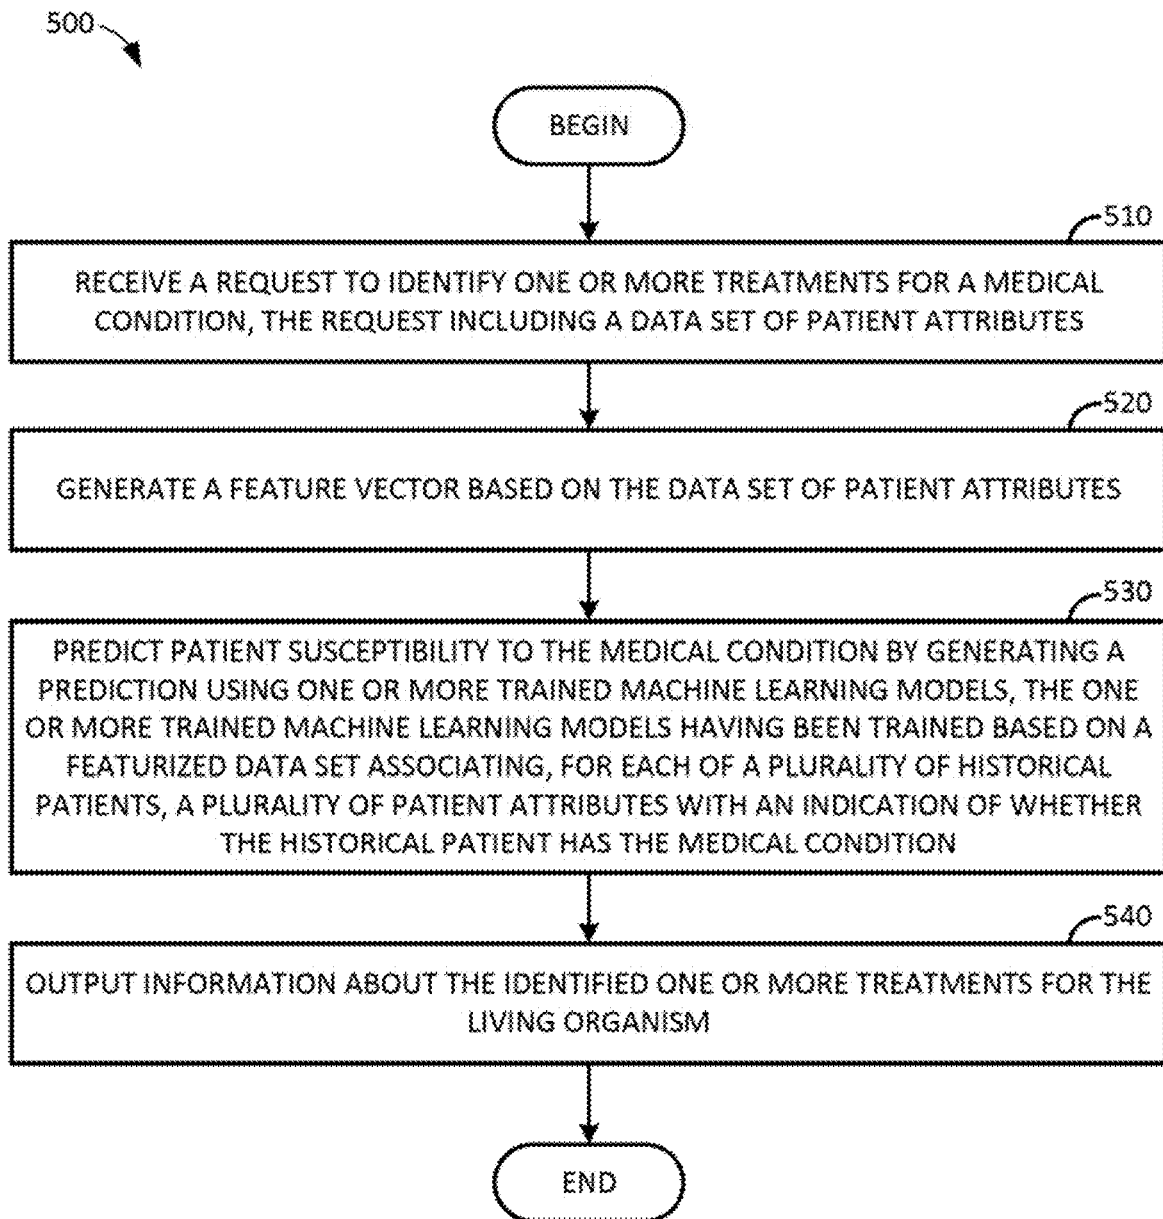 500
BEGIN
510
RECEIVE A REQUEST TO IDENTIFY ONE OR MORE TREATMENTS FOR A MEDICAL
CONDITION, THE REQUEST INCLUDING A DATA SET OF PATIENT ATTRIBUTES
520
GENERATE A FEATURE VECTOR BASED ON THE DATA SET OF PATIENT ATTRIBUTES
530
PREDICT PATIENT SUSCEPTIBILITY TO THE MEDICAL CONDITION BY GENERATING A
PREDICTION USING ONE OR MORE TRAINED MACHINE LEARNING MODELS, THE ONE
OR MORE TRAINED MACHINE LEARNING MODELS HAVING BEEN TRAINED BASED ON A
FEATURIZED DATA SET ASSOCIATING, FOR EACH OF A PLURALITY OF HISTORICAL
PATIENTS, A PLURALITY OF PATIENT ATTRIBUTES WITH AN INDICATION OF WHETHER
THE HISTORICAL PATIENT HAS THE MEDICAL CONDITION
540
OUTPUT INFORMATION ABOUT THE IDENTIFIED ONE OR MORE TREATMENTS FOR THE
LIVING ORGANISM
END